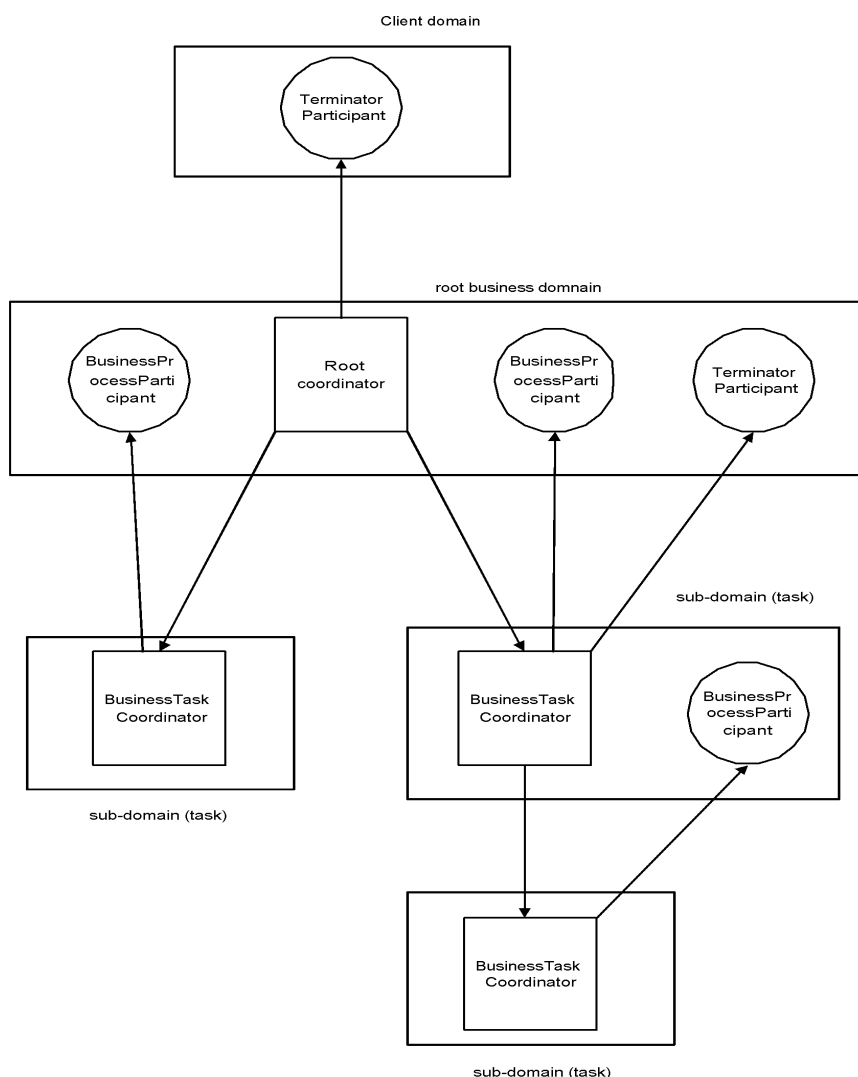 Client domain
Terminator
Participant
root business domnain
BusinessPr
ocessParti
cipant
Root
coordinator
BusinessPr
ocessParti
cipant
Terminator
Participant
sub-domain (task)
BusinessTask
Coordinator
BusinessTask
Coordinator
BusinessPr
ocessParti
cipant
sub-domain (task)
BusinessTask
Coordinator
sub-domain (task)